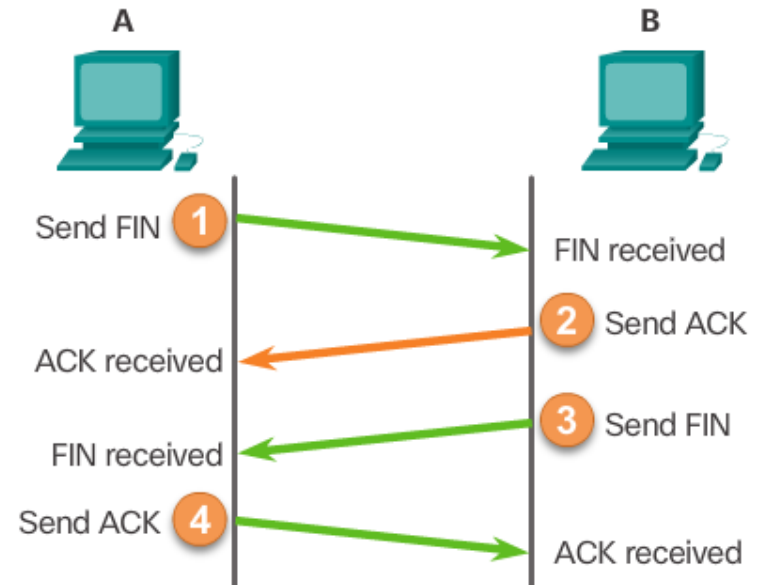 A
B
Send FIN 1
FIN received
2 Send ACK
ACK received
3 Send FIN
FIN received
Send ACK 4
ACK received